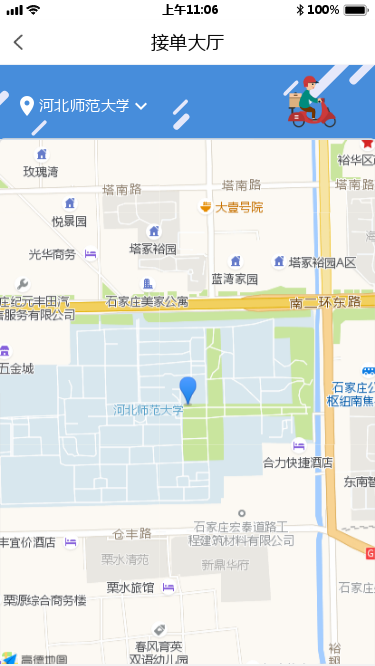 上午11:06
100%
接单大厅
河北师范大学
裕华区
玫瑰湾
塔南路
塔南路
塔南路
大壹号院
悦景园
塔冢裕园
光华商务
蓝湾家园
塔冢裕园A区
庄纪元丰田汽
售服务有限公司
石家庄美家公寓
南二环东路
五金城
石家庄公
枢纽南焦
河北师范大学
合力快捷酒店
东南智
石家庄宏泰道路工
程建筑材料有限公司
仓丰路
丰宜价酒店
栗水清苑
新鼎华府
G
栗水旅馆
石家庄
栗源综合商务楼
春风育英
双语幼儿园
裕翔
高德地图